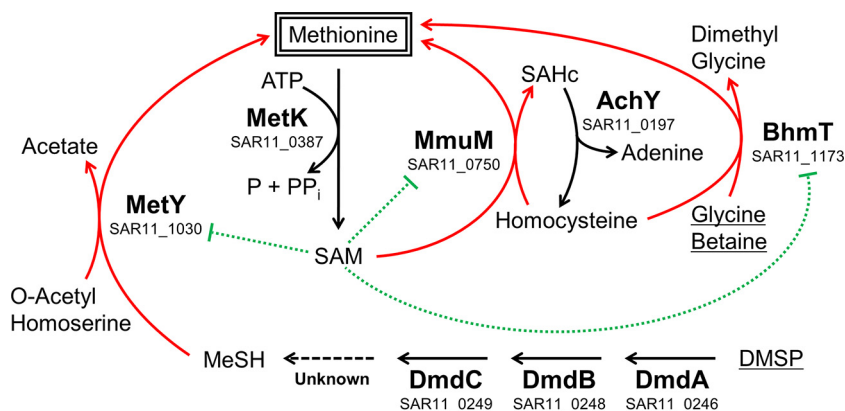 Methionine
Dimethyl
Glycine
ATP
SAHc
MetK
SAR11_0387
AchY
SAR11_0197
Acetate
MmuM
SAR11_0750
BhmT
SAR11_1173
Adenine
P + PPi
MetY
SAR11_1030
Homocysteine
Glycine
Betaine
SAM
O-Acetyl
Homoserine
MeSH
Unknown
DmdC
SAR11_0249
DmdB
SAR11_0248
DmdA
SAR11_0246
DMSP